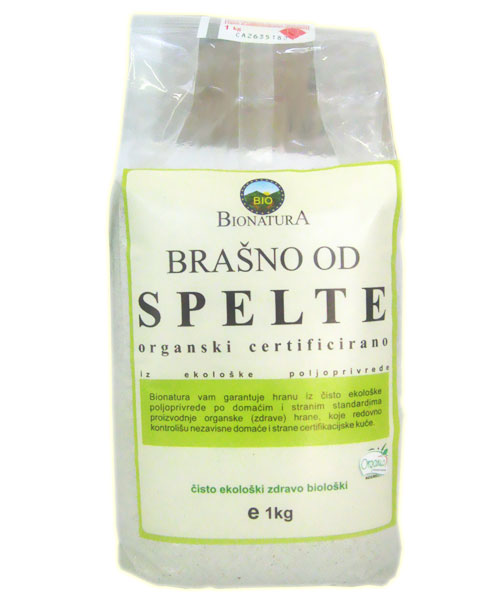 1 kg
BIO
BIONATURA
BRAŠNO OD
SPELTE
organski certificirano
iz ekološke poljoprivrede
Bionatura vam garantuje hranu iz čisto ekološke
poljoprivrede po domaćim i stranim standardima
proizvodnje organske (zdrave) hrane, koje redovno
kontrolišu nezavisne domaće i strane certifikacijske kuće.
čisto ekološki zdravo biološki
e 1kg